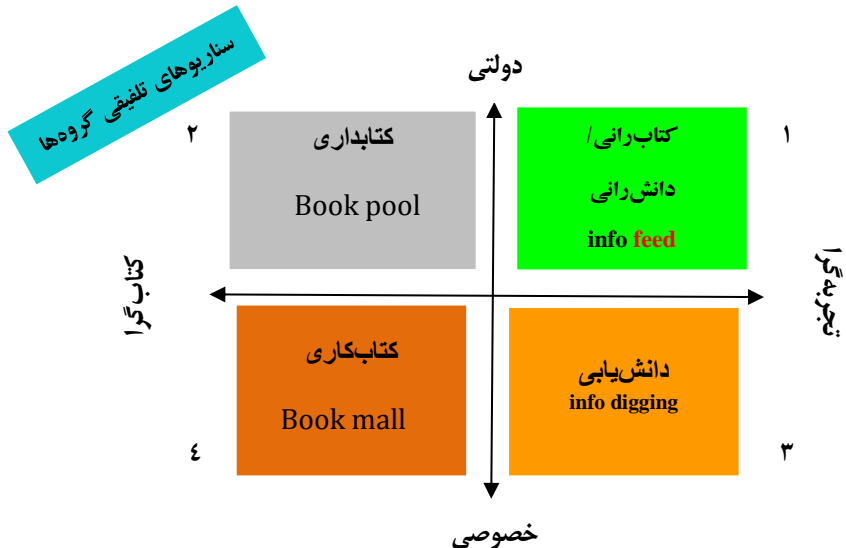 سناریوهای تلفیقی گروه‌ها
دولتی
۱
کتاب‌رانی/
دانش‌رانی
info feed
۲
کتابداری
Book pool
تجربه‌گرا
کتاب‌گرا
۳
دانش‌یابی
info digging
۴
کتاب‌کاری
Book mall
خصوصی